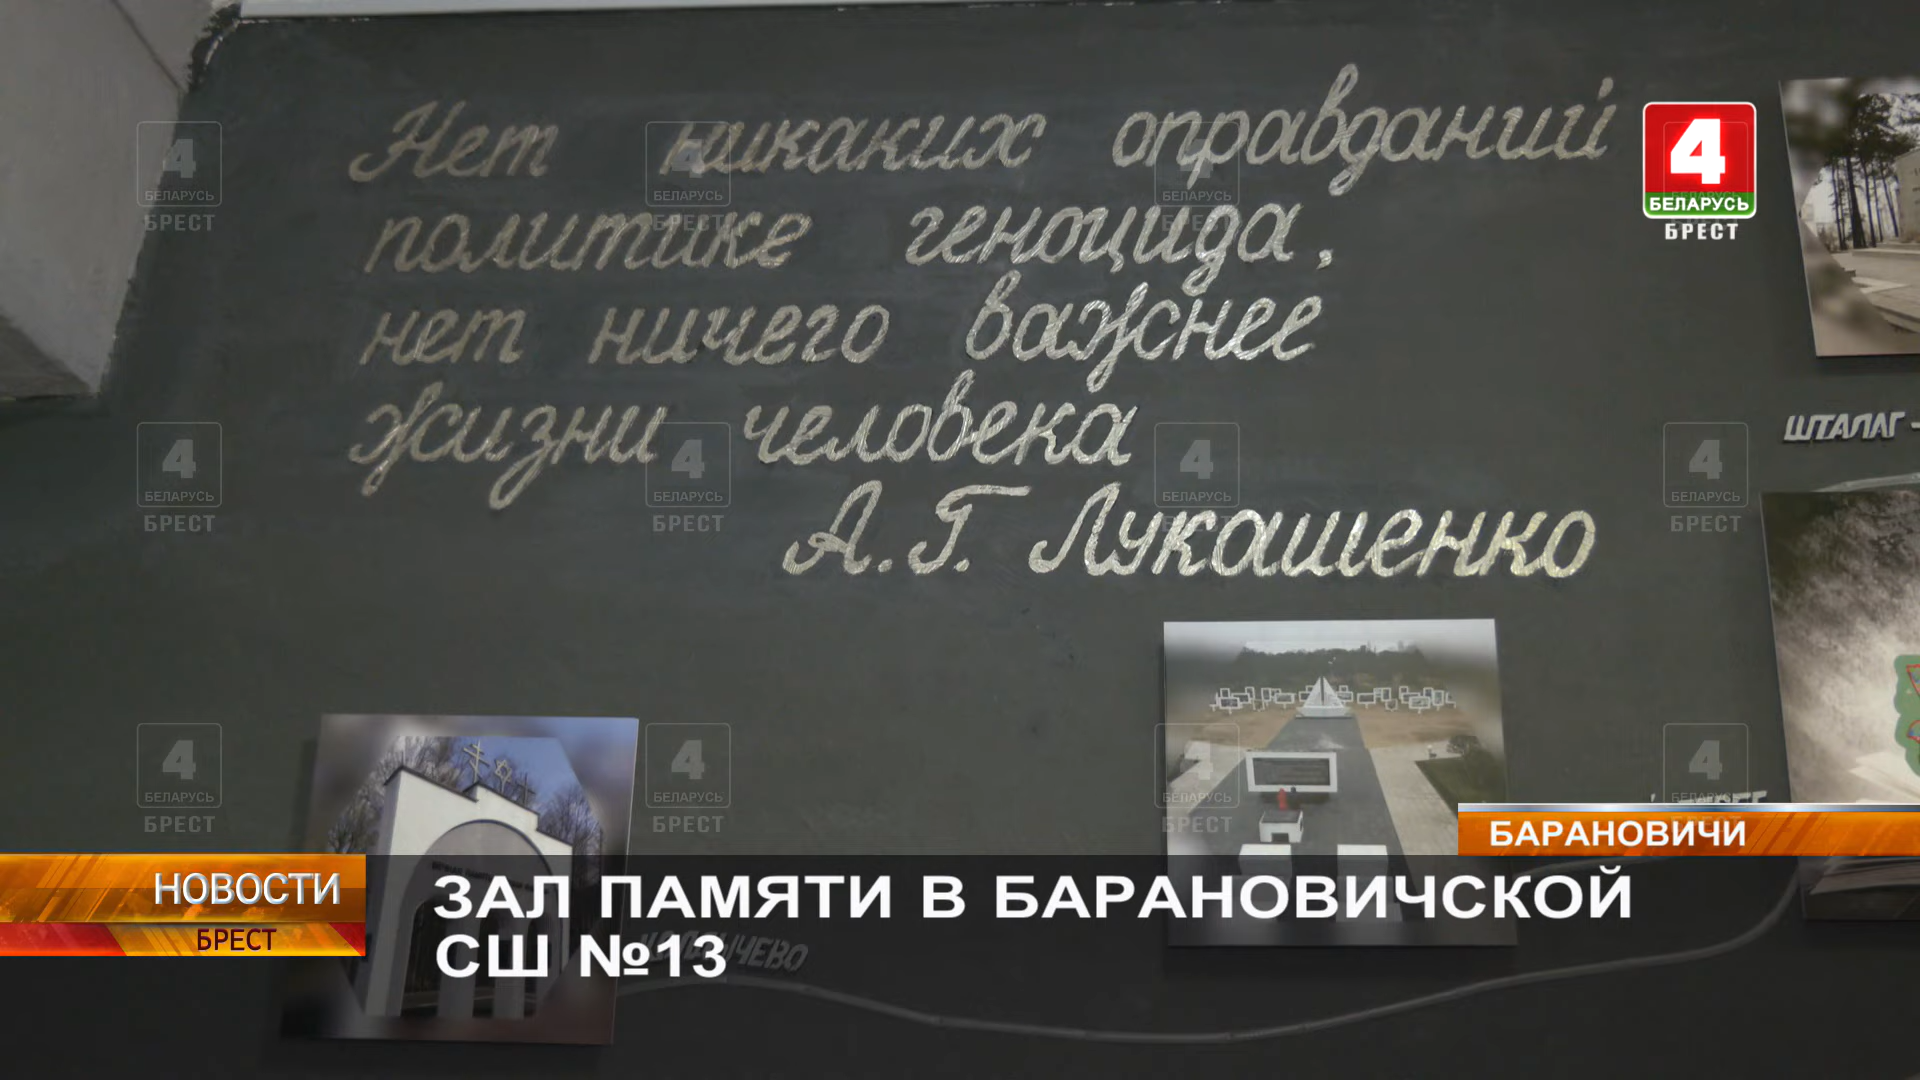 Нет никаких оправданий
политике геноцида,
нет ничего важнее
жизни человека
А.Г. Лукашенко
4
БЕЛАРУСЬ
БРЕСТ
ШТАЛАГ -
БАРАНОВИЧИ
НОВОСТИ
БРЕСТ
ЗАЛ ПАМЯТИ В БАРАНОВИЧСКОЙ
СШ №13